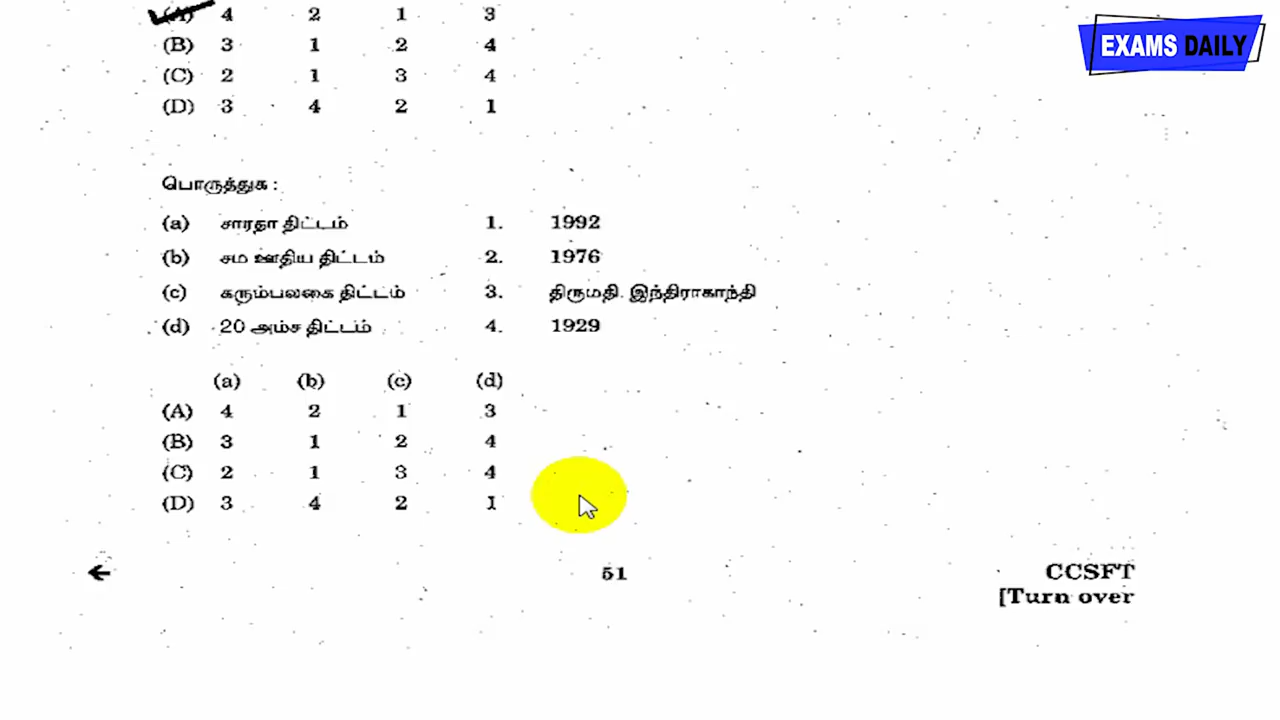 (A) 4 2 1 3
EXAMS DAILY
(B) 3 1 2 4
(C) 2 1 3 4
(D) 3 4 2 1
பொருத்துக :
(a) சாரதா திட்டம் 1. 1992
(b) சம ஊதிய திட்டம் 2. 1976
(c) கரும்பலகை திட்டம் 3. திருமதி. இந்திராகாந்தி
(d) 20 அம்ச திட்டம் 4. 1929
(a) (b) (c) (d)
(A) 4 2 1 3
(B) 3 1 2 4
(C) 2 1 3 4
(D) 3 4 2 1
51
CCSFT
[Turn over